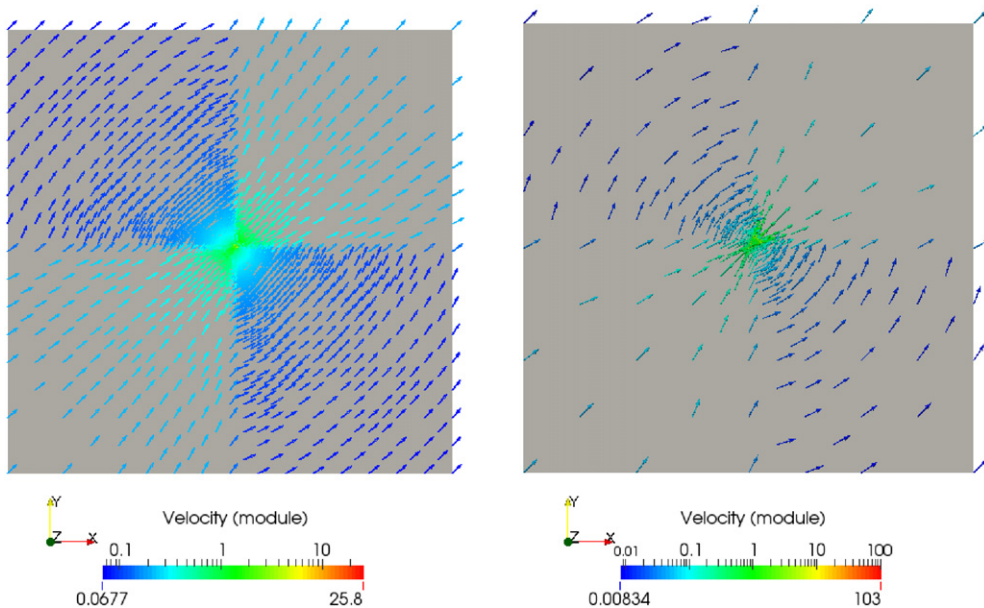 Y
Z X
Velocity (module)
0.1 1 10
0.0677 25.8
Y
Z X
Velocity (module)
0.01 0.1 1 10 100
0.00834 103